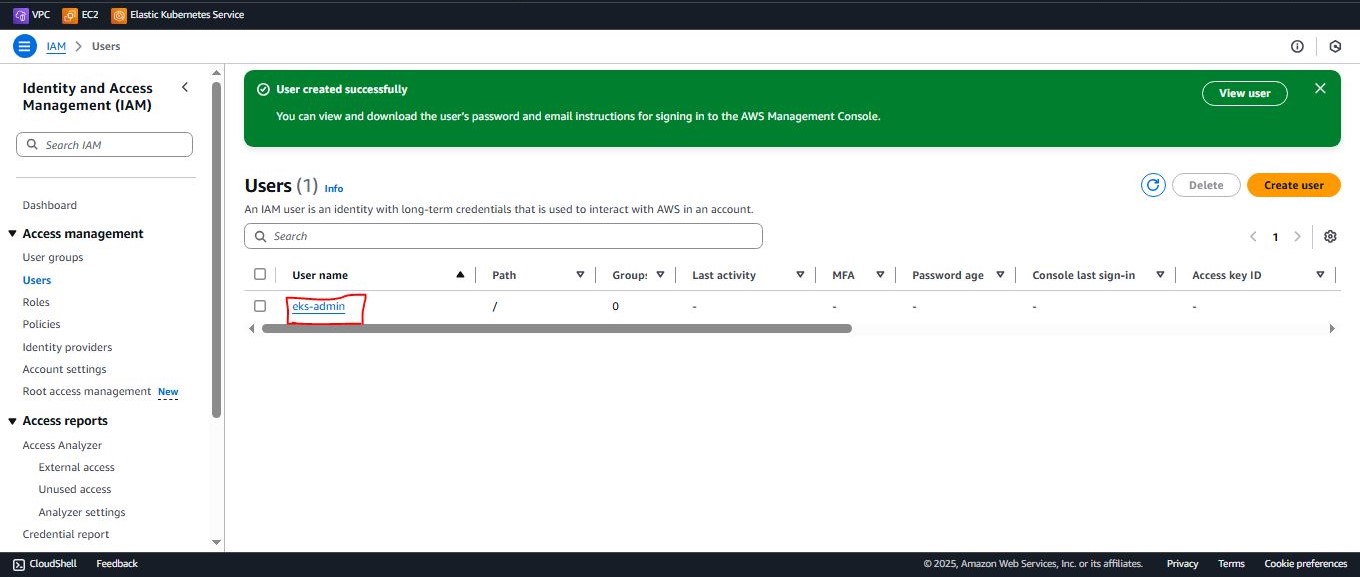 VPC EC2 Elastic Kubernetes Service
IAM > Users
Identity and Access
Management (IAM)
Search IAM
Dashboard
Access management
User groups
Users
Roles
Policies
Identity providers
Account settings
Root access management New
Access reports
Access Analyzer
External access
Unused access
Analyzer settings
Credential report
User created successfully
You can view and download the user's password and email instructions for signing in to the AWS Management Console.
View user
Users (1) Info
Delete
Create user
An IAM user is an identity with long-term credentials that is used to interact with AWS in an account.
Search
1
User name Path Groups Last activity MFA Password age Console last sign-in Access key ID
eks-admin / 0 - - - - -
CloudShell Feedback © 2025, Amazon Web Services, Inc. or its affiliates. Privacy Terms Cookie preferences